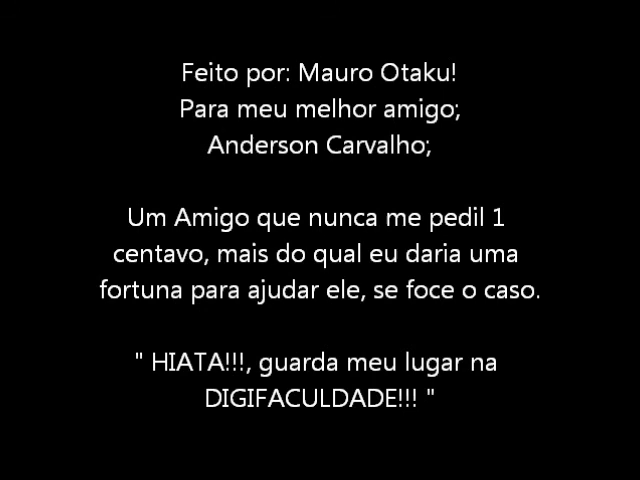 Feito por: Mauro Otaku!
Para meu melhor amigo;
Anderson Carvalho;
Um Amigo que nunca me pedil 1
centavo, mais do qual eu daria uma
fortuna para ajudar ele, se foce o caso.
" HIATA!!!, guarda meu lugar na
DIGIFACULDADE!!! "